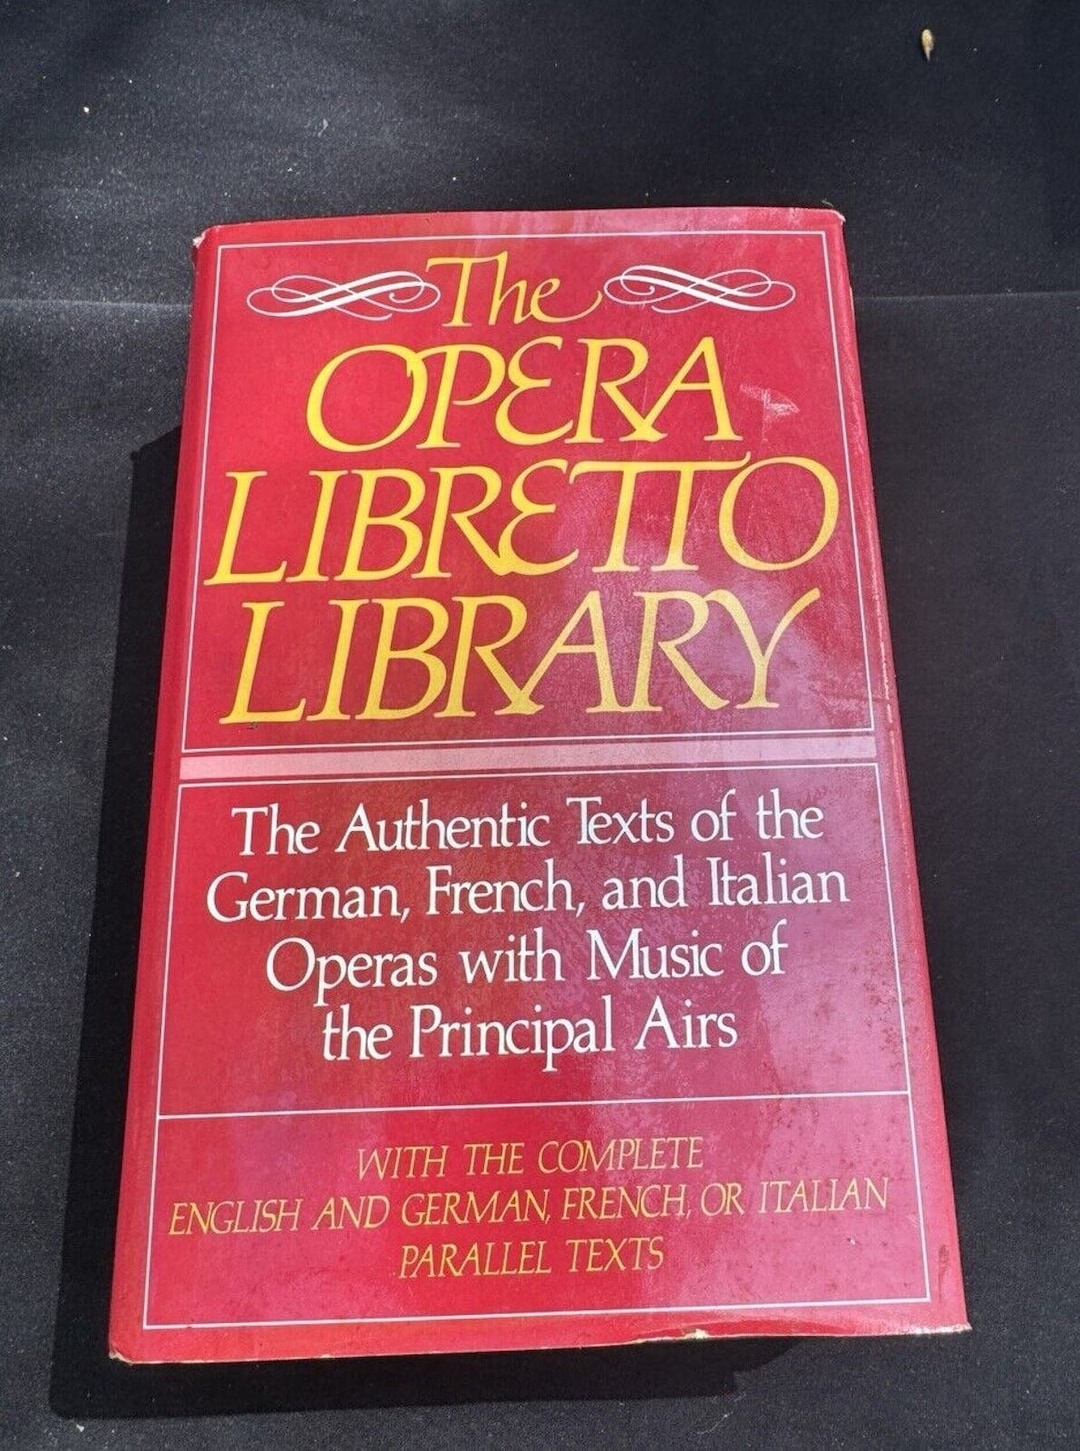 The
OPERA
LIBRETTO
LIBRARY
The Authentic Texts of the
German, French, and Italian
Operas with Music of
the Principal Airs
WITH THE COMPLETE
ENGLISH AND GERMAN, FRENCH, OR ITALIAN
PARALLEL TEXTS